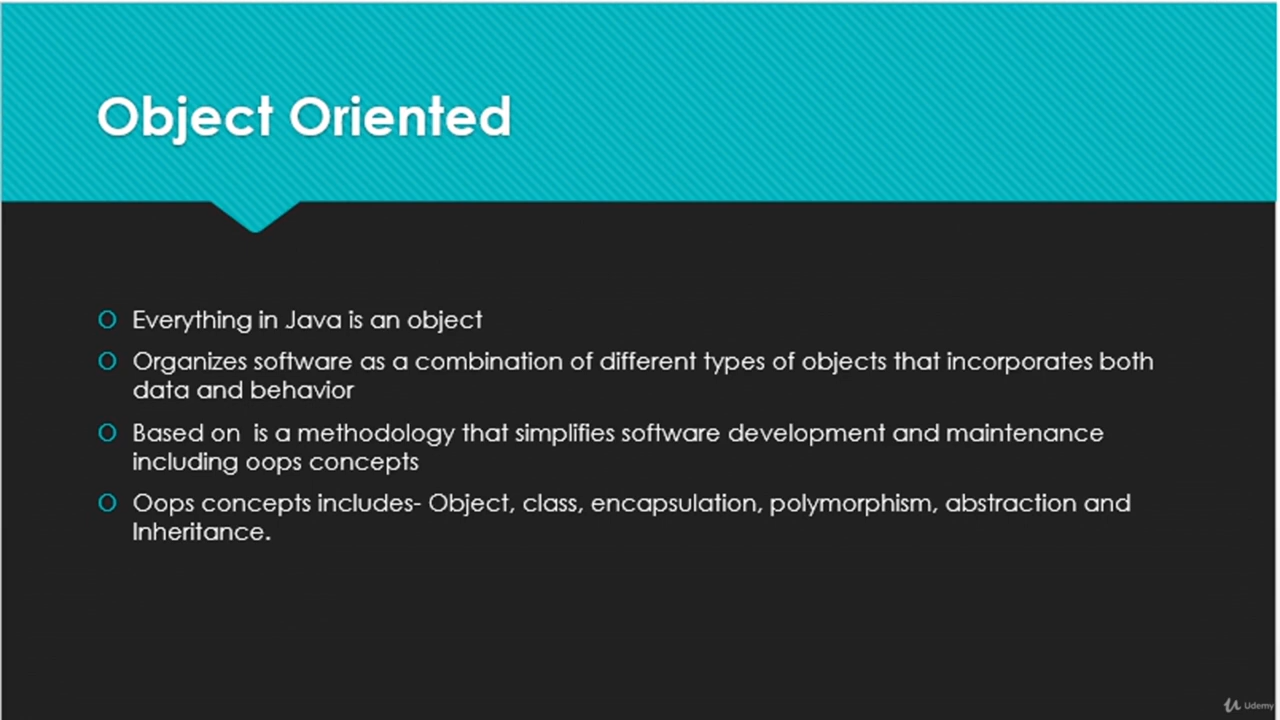 Object Oriented
Everything in Java is an object
Organizes software as a combination of different types of objects that incorporates both
data and behavior
Based on  is a methodology that simplifies software development and maintenance
including oops concepts
Oops concepts includes- Object, class, encapsulation, polymorphism, abstraction and
Inheritance.
Udemy